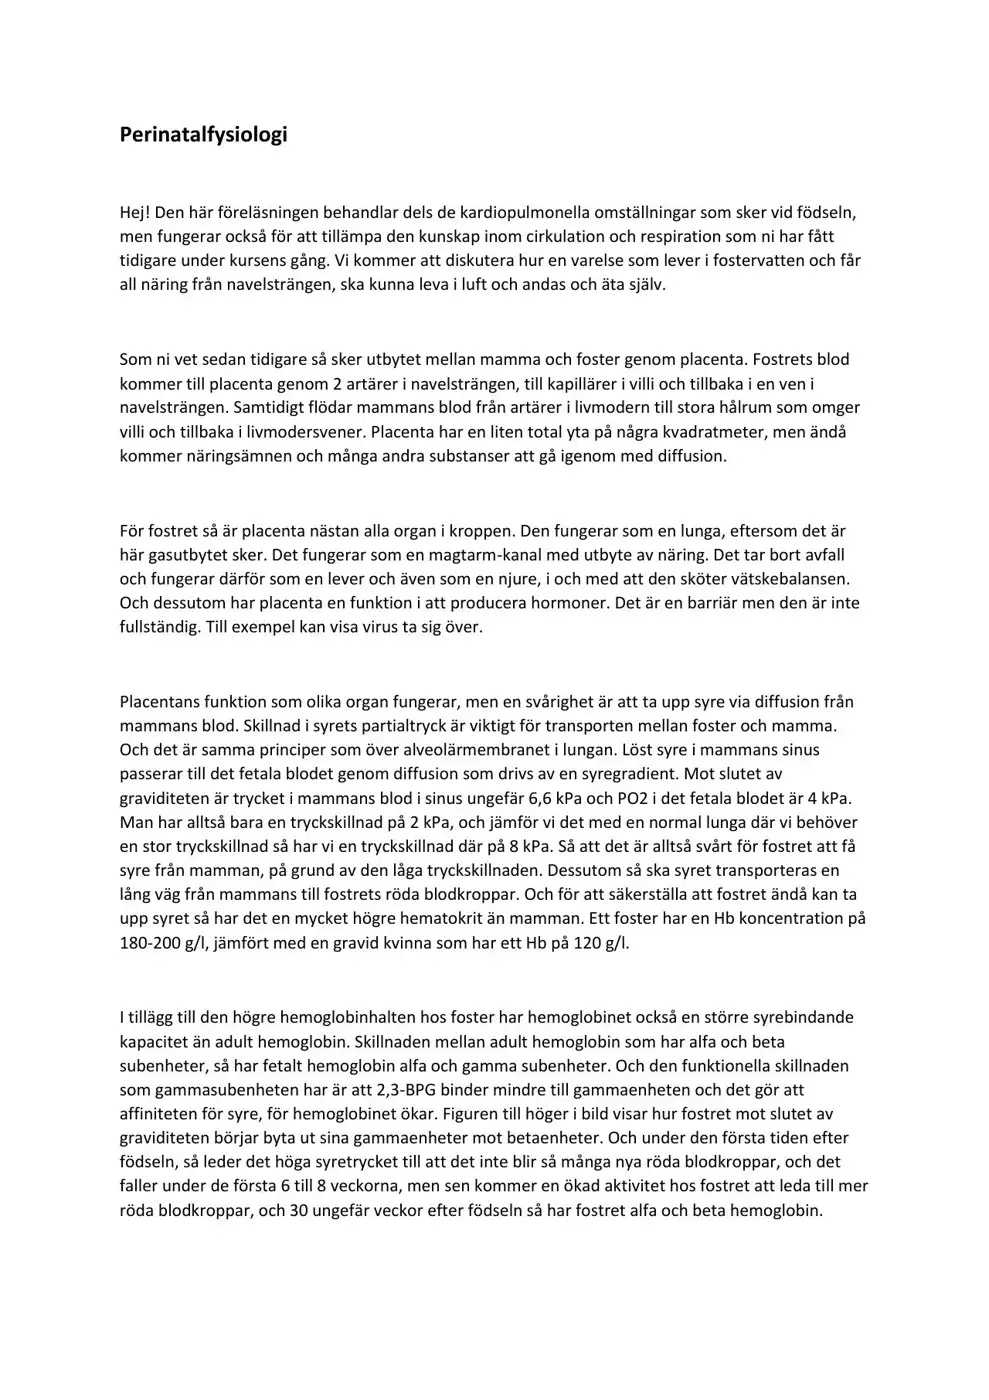 Perinatalfysiologi
Hej! Den här föreläsningen behandlar dels de kardiopulmonella omställningar som sker vid födseln,
men fungerar också för att tillämpa den kunskap inom cirkulation och respiration som ni har fått
tidigare under kursens gång. Vi kommer att diskutera hur en varelse som lever i fostervatten och får
all näring från navelsträngen, ska kunna leva i luft och andas och äta själv.
Som ni vet sedan tidigare så sker utbytet mellan mamma och foster genom placenta. Fostrets blod
kommer till placenta genom 2 artärer i navelsträngen, till kapillärer i villi och tillbaka i en ven i
navelsträngen. Samtidigt flödar mammans blod från artärer i livmodern till stora hålrum som omger
villi och tillbaka i livmodersvener. Placenta har en liten total yta på några kvadratmeter, men ändå
kommer näringsämnen och många andra substanser att gå igenom med diffusion.
För fostret så är placenta nästan alla organ i kroppen. Den fungerar som en lunga, eftersom det är
här gasutbytet sker. Det fungerar som en magtarm-kanal med utbyte av näring. Det tar bort avfall
och fungerar därför som en lever och även som en njure, i och med att den sköter vätskebalansen.
Och dessutom har placenta en funktion i att producera hormoner. Det är en barriär men den är inte
fullständig. Till exempel kan visa virus ta sig över.
Placentans funktion som olika organ fungerar, men en svårighet är att ta upp syre via diffusion från
mammans blod. Skillnad i syrets partialtryck är viktigt för transporten mellan foster och mamma.
Och det är samma principer som över alveolärmembranet i lungan. Löst syre i mammans sinus
passerar till det fetala blodet genom diffusion som drivs av en syregradient. Mot slutet av
graviditeten är trycket i mammans blod i sinus ungefär 6,6 kPa och PO2 i det fetala blodet är 4 kPa.
Man har alltså bara en tryckskillnad på 2 kPa, och jämför vi det med en normal lunga där vi behöver
en stor tryckskillnad så har vi en tryckskillnad där på 8 kPa. Så att det är alltså svårt för fostret att få
syre från mamman, på grund av den låga tryckskillnaden. Dessutom så ska syret transporteras en
lång väg från mammans till fostrets röda blodkroppar. Och för att säkerställa att fostret ändå kan ta
upp syret så har det en mycket högre hematokrit än mamman. Ett foster har en Hb koncentration på
180-200 g/l, jämfört med en gravid kvinna som har ett Hb på 120 g/l.
I tillägg till den högre hemoglobinhalten hos foster har hemoglobinet också en större syrebindande
kapacitet än adult hemoglobin. Skillnaden mellan adult hemoglobin som har alfa och beta
subenheter, så har fetalt hemoglobin alfa och gamma subenheter. Och den funktionella skillnaden
som gammasubenheten har är att 2,3-BPG binder mindre till gammaenheten och det gör att
affiniteten för syre, för hemoglobinet ökar. Figuren till höger i bild visar hur fostret mot slutet av
graviditeten börjar byta ut sina gammaenheter mot betaenheter. Och under den första tiden efter
födseln, så leder det höga syretrycket till att det inte blir så många nya röda blodkroppar, och det
faller under de första 6 till 8 veckorna, men sen kommer en ökad aktivitet hos fostret att leda till mer
röda blodkroppar, och 30 ungefär veckor efter födseln så har fostret alfa och beta hemoglobin.